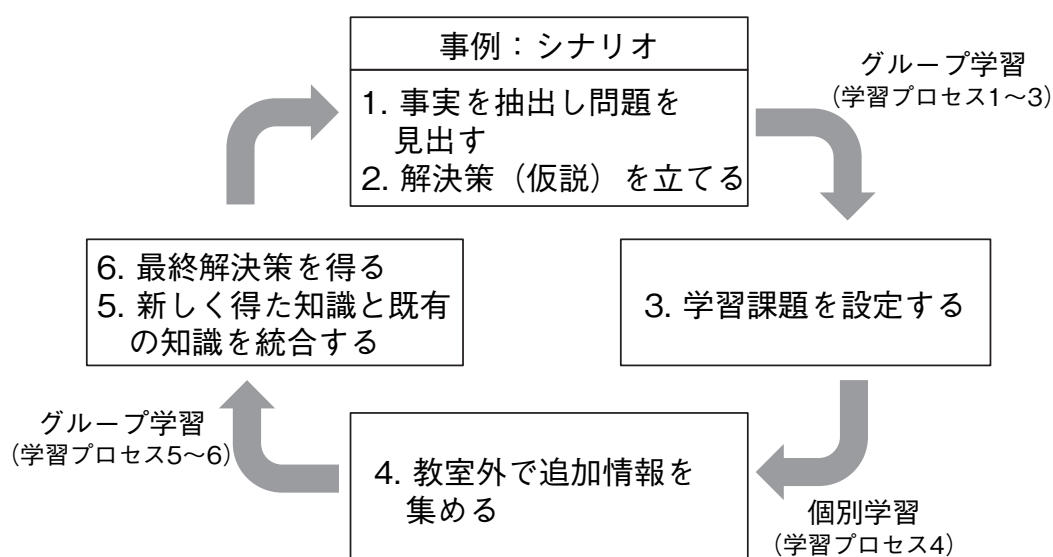 事例：シナリオ
1. 事実を抽出し問題を
見出す
2. 解決策（仮説）を立てる
グループ学習
（学習プロセス1〜3）
3. 学習課題を設定する
個別学習
（学習プロセス4）
4. 教室外で追加情報を
集める
グループ学習
（学習プロセス5〜6）
6. 最終解決策を得る
5. 新しく得た知識と既有
の知識を統合する